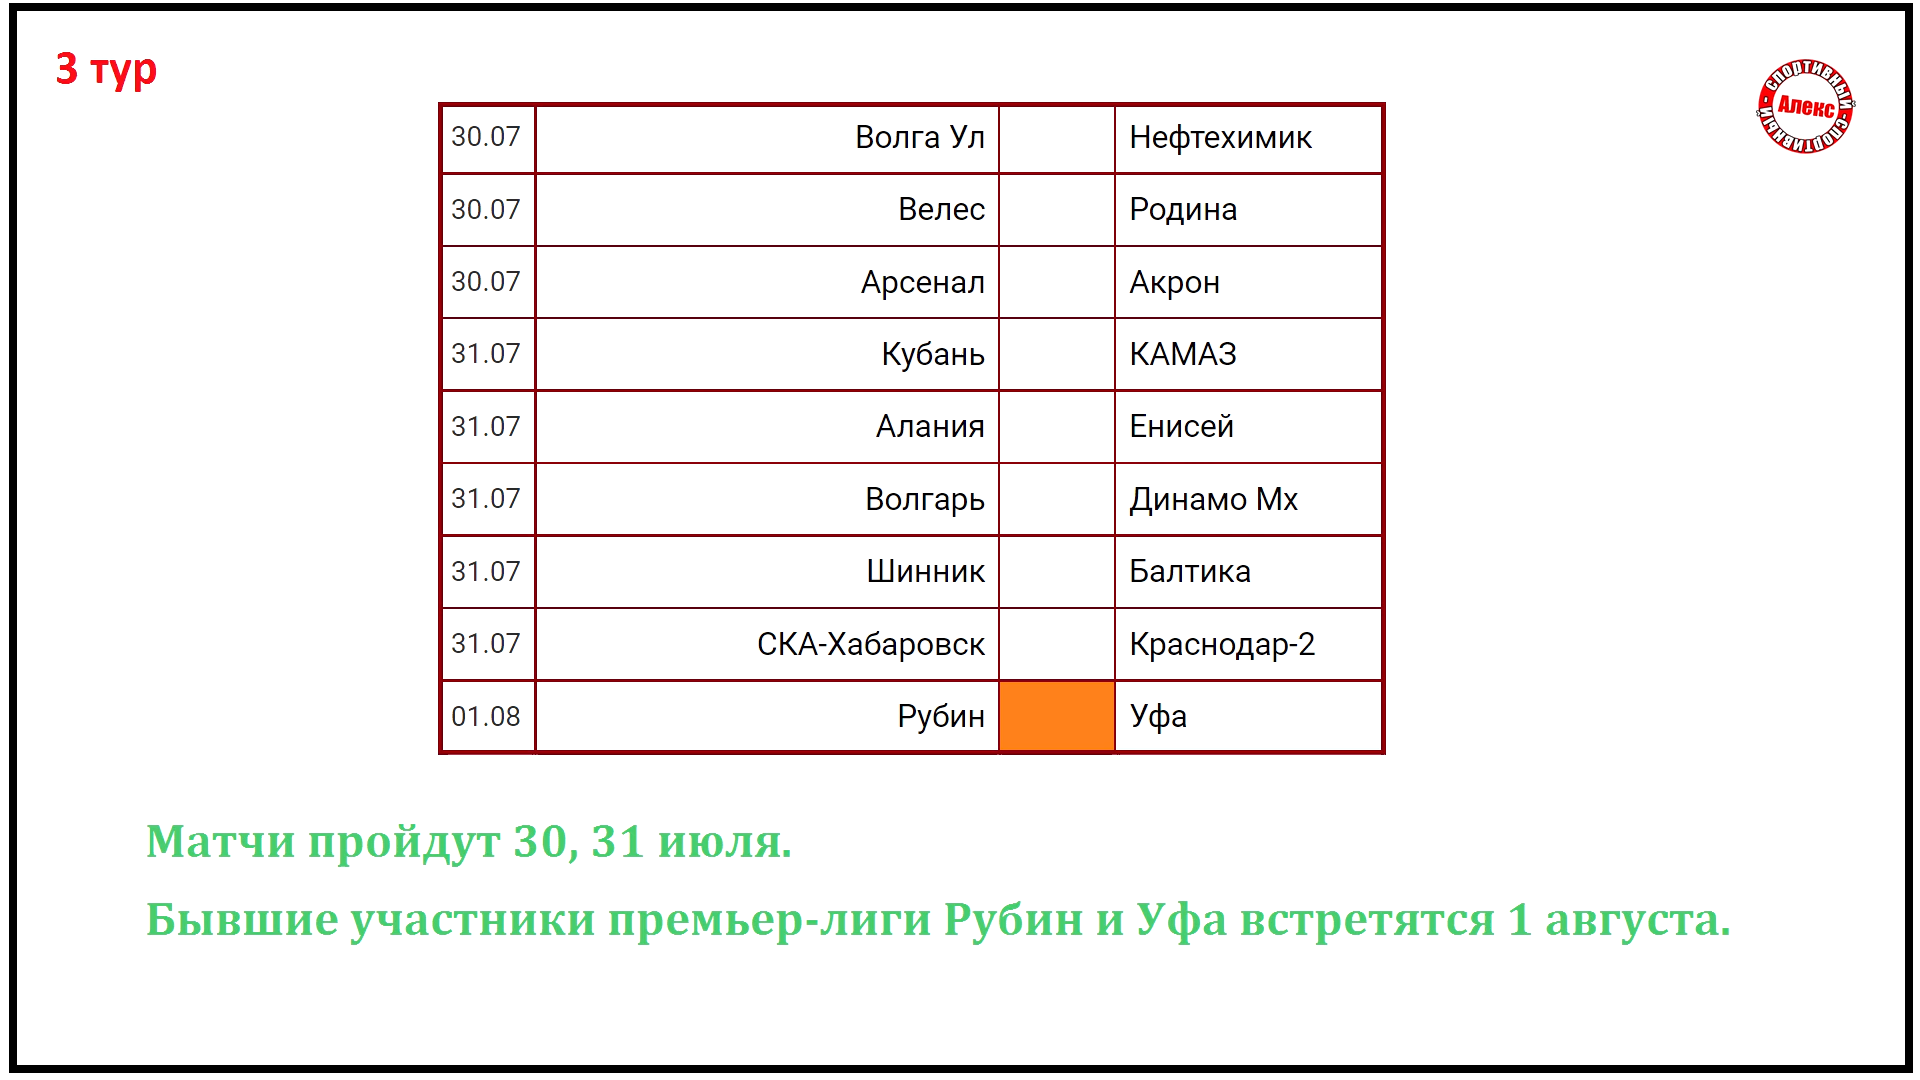 3 тур
СПОРТИВНЫЙ - СПОРТИВНЫЙ -
Алекс
30.07 Волга Ул Нефтехимик
30.07 Велес Родина
30.07 Арсенал Акрон
31.07 Кубань КАМАЗ
31.07 Алания Енисей
31.07 Волгарь Динамо Мх
31.07 Шинник Балтика
31.07 СКА-Хабаровск Краснодар-2
01.08 Рубин Уфа
Матчи пройдут 30, 31 июля.
Бывшие участники премьер-лиги Рубин и Уфа встретятся 1 августа.